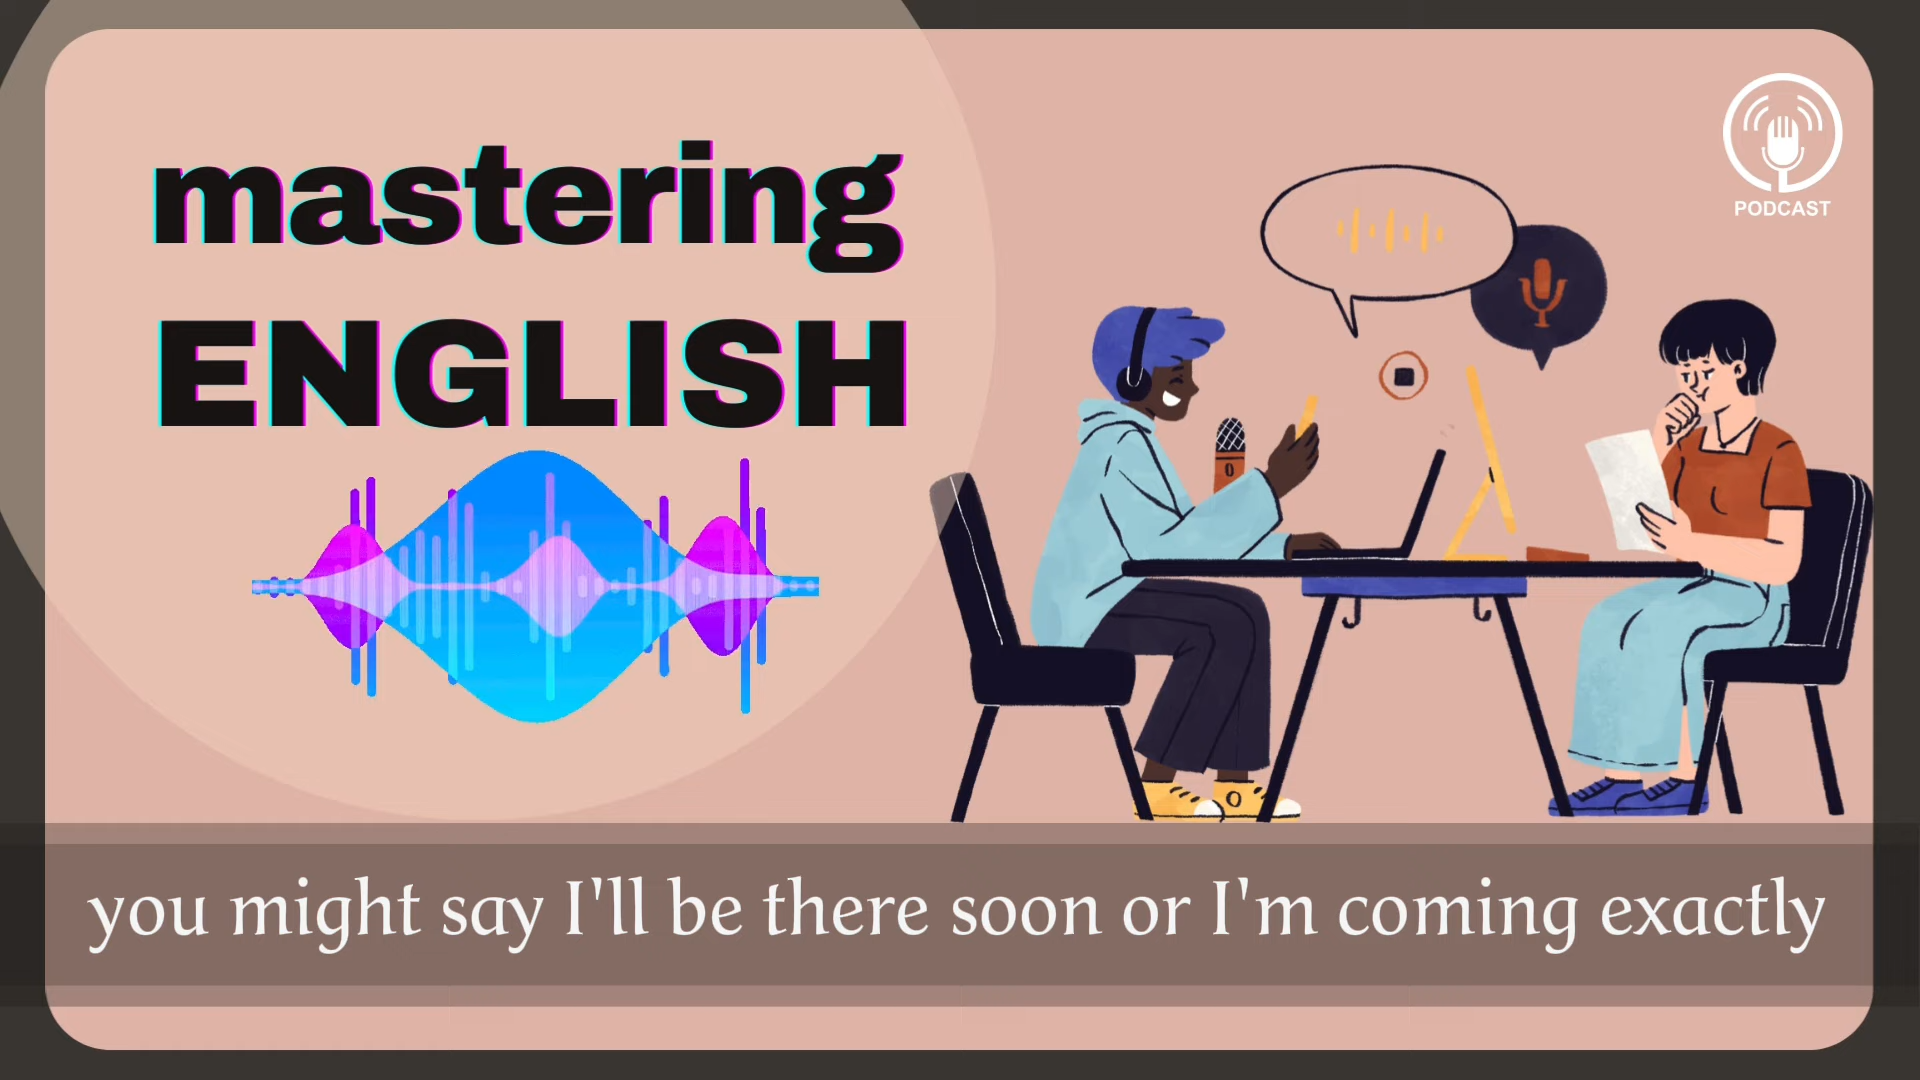 mastering
ENGLISH
PODCAST
you might say I'll be there soon or I'm coming exactly